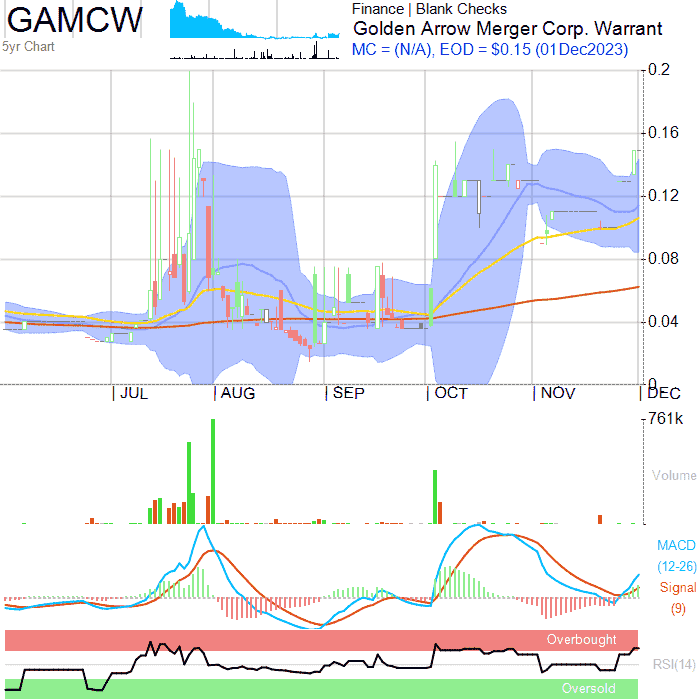 GAMCW
5yr Chart
Finance | Blank Checks
Golden Arrow Merger Corp. Warrant
MC = (N/A), EOD = $0.15 (01Dec2023)
0.2
0.16
0.12
0.08
0.04
0
JUL
AUG
SEP
OCT
NOV
DEC
761k
Volume
MACD
(12-26)
Signal
(9)
Overbought
RSI(14)
Oversold